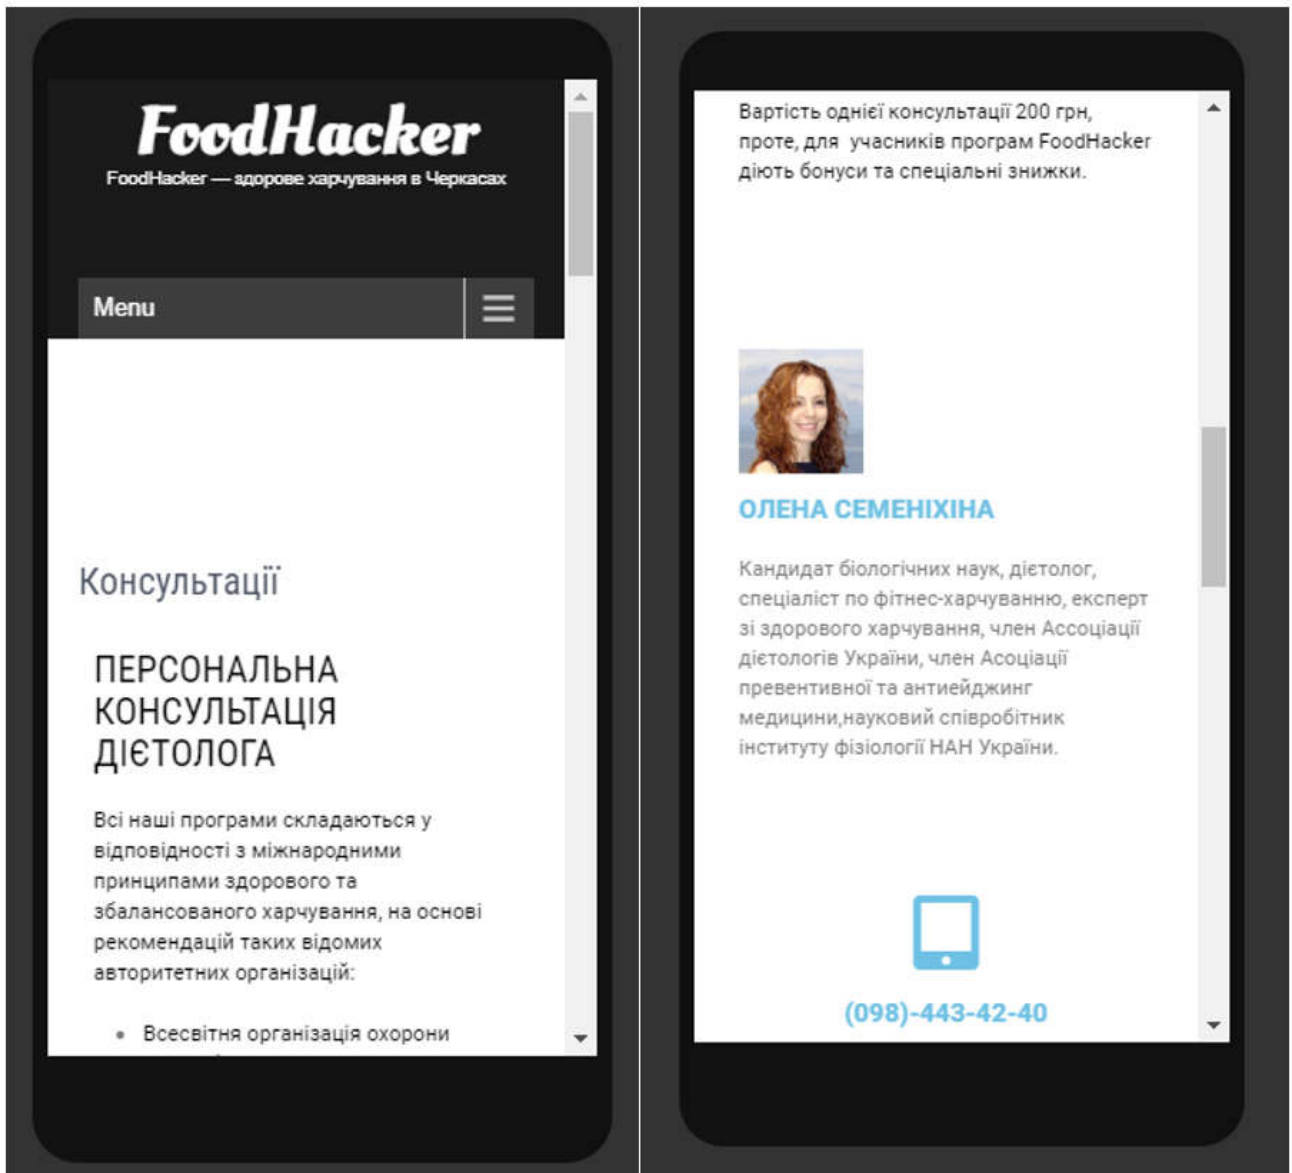 FoodHacker
FoodHacker — здорове харчування в Черкасах
Menu
Консультації
ПЕРСОНАЛЬНА
КОНСУЛЬТАЦІЯ
ДІЄТОЛОГА
Всі наші програми складаються у
відповідності з міжнародними
принципами здорового та
збалансованого харчування, на основі
рекомендацій таких відомих
авторитетних організацій:
• Всесвітня організація охорони
Вартість однієї консультації 200 грн,
проте, для учасників програм FoodHacker
діють бонуси та спеціальні знижки.
ОЛЕНА СЕМЕНІХІНА
Кандидат біологічних наук, дієтолог,
спеціаліст по фітнес-харчуванню, експерт
зі здорового харчування, член Ассоціації
дієтологів України, член Асоціації
превентивної та антиейджинг
медицини,науковий співробітник
інституту фізіології НАН України.
(098)-443-42-40